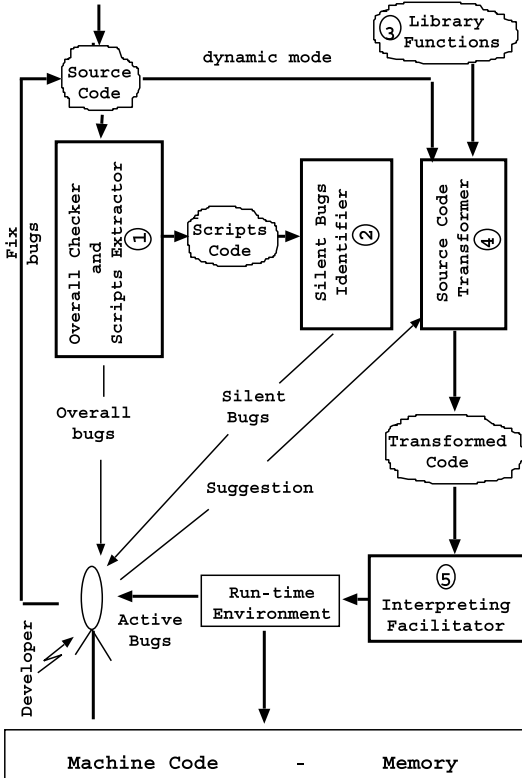 3 Library
Functions
dynamic mode
Source
Code
Fix
bugs
Overall Checker
and
Scripts Extractor
1
Scripts
Code
Silent Bugs
Identifier
2
Source Code
Transformer
4
Overall
bugs
Silent
Bugs
Suggestion
Transformed
Code
5
Interpreting
Facilitator
Run-time
Environment
Active
Bugs
Developer
Machine Code - Memory